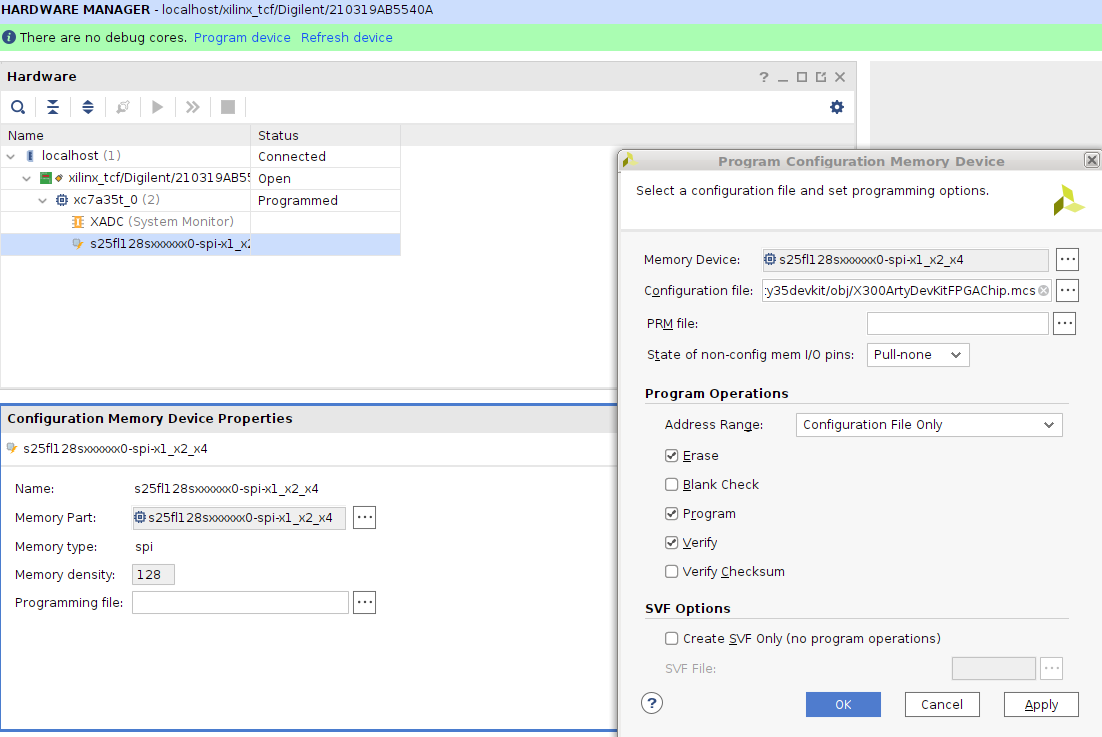 HARDWARE MANAGER - localhost/xilinx_tcf/Digilent/210319AB5540A
There are no debug cores. Program device Refresh device
Hardware
Name Status
localhost (1) Connected
xilinx_tcf/Digilent/210319AB55 Open
xc7a35t_0 (2) Programmed
XADC (System Monitor)
s25fl128sxxxxxx0-spi-x1_x2
Configuration Memory Device Properties
s25fl128sxxxxxx0-spi-x1_x2_x4
Name: s25fl128sxxxxxx0-spi-x1_x2_x4
Memory Part: s25fl128sxxxxxx0-spi-x1_x2_x4
Memory type: spi
Memory density: 128
Programming file:
Program Configuration Memory Device
Select a configuration file and set programming options.
Memory Device: s25fl128sxxxxxx0-spi-x1_x2_x4
Configuration file: :y35devkit/obj/X300ArtyDevKitFPGAChip.mcs
PRM file:
State of non-config mem I/O pins: Pull-none
Program Operations
Address Range: Configuration File Only
Erase
Blank Check
Program
Verify
Verify Checksum
SVF Options
Create SVF Only (no program operations)
SVF File:
? OK Cancel Apply